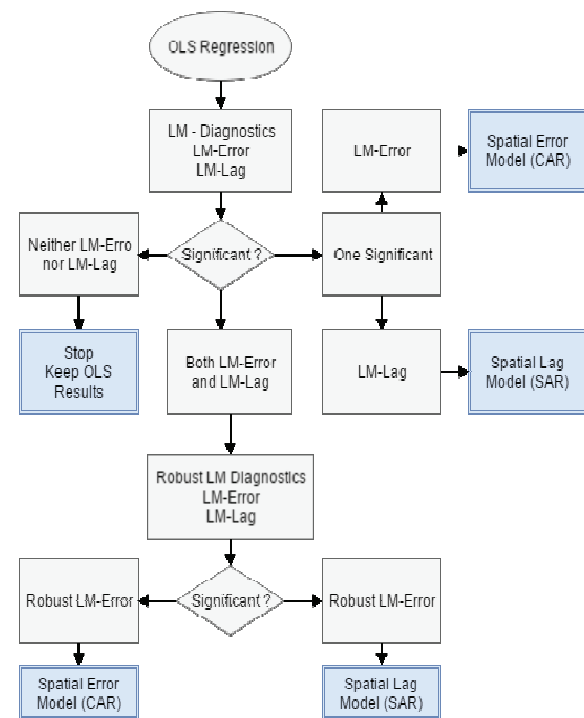 OLS Regression
LM - Diagnostics
LM-Error
LM-Lag
LM-Error
Spatial Error
Model (CAR)
Neither LM-Erro
nor LM-Lag
Significant ?
One Significant
Stop
Keep OLS
Results
Both LM-Error
and LM-Lag
LM-Lag
Spatial Lag
Model (SAR)
Robust LM Diagnostics
LM-Error
LM-Lag
Robust LM-Error
Significant ?
Robust LM-Error
Spatial Error
Model (CAR)
Spatial Lag
Model (SAR)